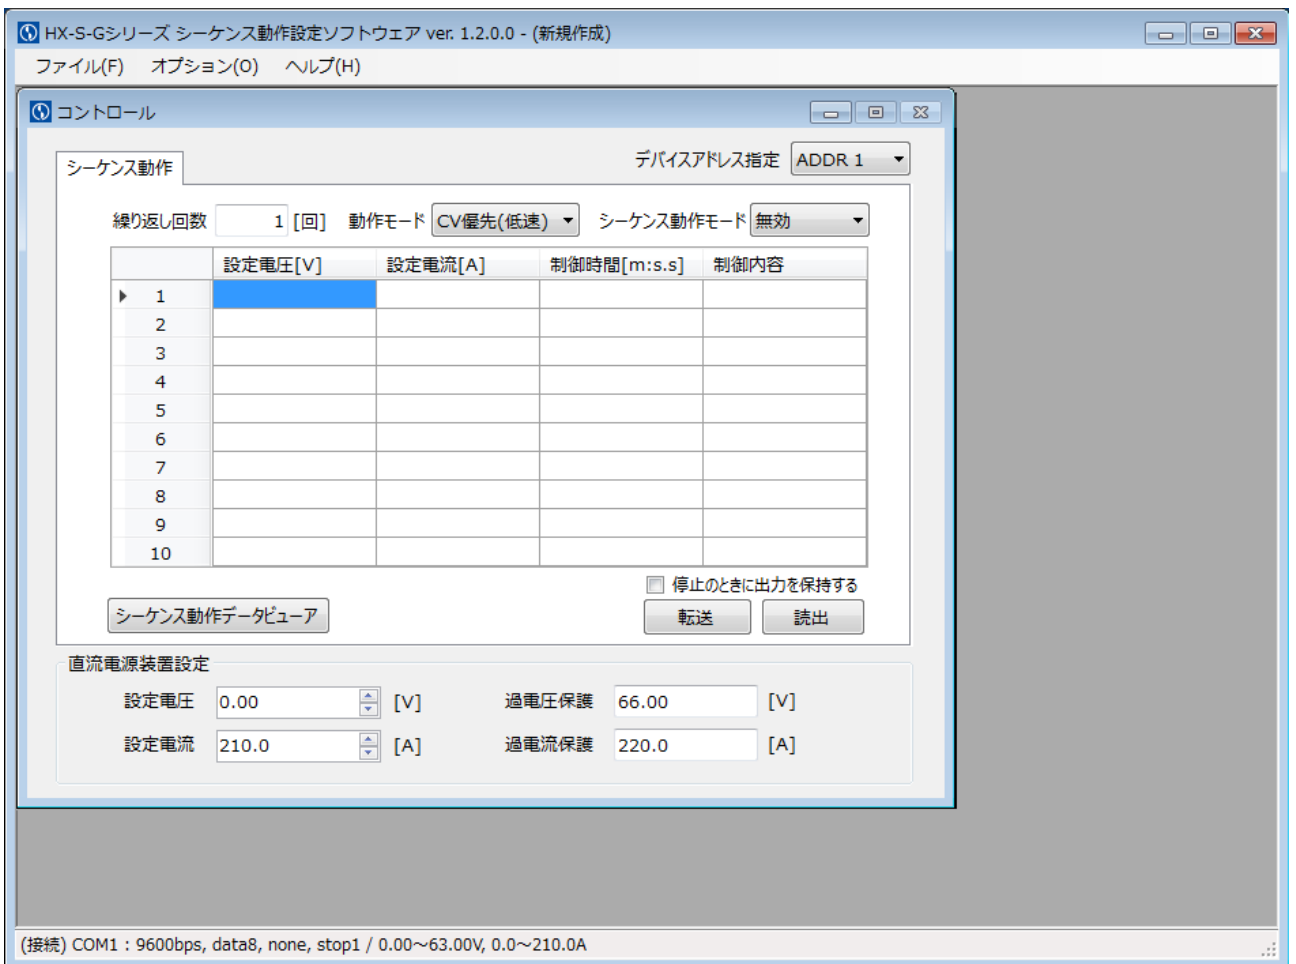 HX-S-Gシリーズ シーケンス動作設定ソフトウェア ver. 1.2.0.0 - (新規作成)
ファイル(F) オプション(O) ヘルプ(H)
コントロール
シーケンス動作 デバイスアドレス指定 ADDR 1
繰り返し回数 1 [回] 動作モード CV優先(低速) シーケンス動作モード 無効
設定電圧[V] 設定電流[A] 制御時間[m:s.s] 制御内容
1
2
3
4
5
6
7
8
9
10
停止のときに出力を保持する
シーケンス動作データビューア 転送 読出
直流電源装置設定
設定電圧 0.00 [V] 過電圧保護 66.00 [V]
設定電流 210.0 [A] 過電流保護 220.0 [A]
(接続) COM1 : 9600bps, data8, none, stop1 / 0.00～63.00V, 0.0～210.0A